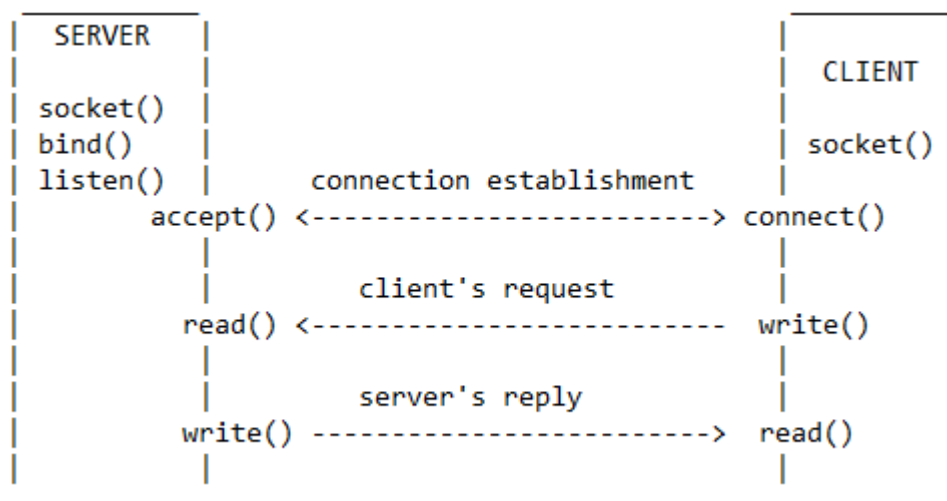 SERVER
CLIENT
socket()
bind() socket()
listen() connection establishment
accept() <-------------------------> connect()
client's request
read() <-------------------------- write()
server's reply
write() -------------------------> read()